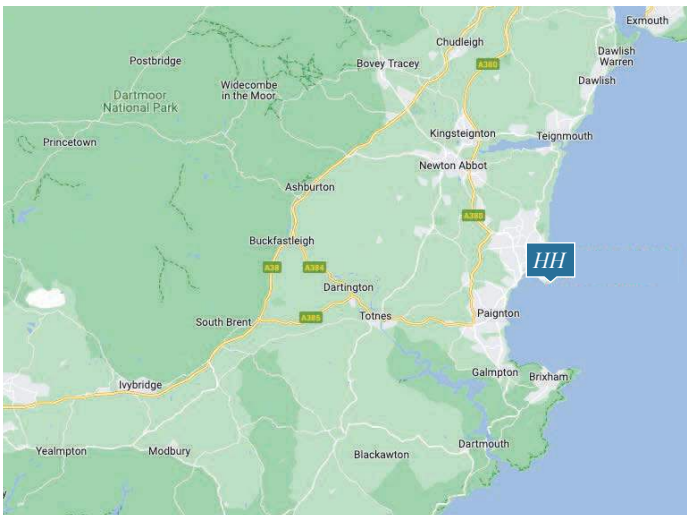 Exmouth
Chudleigh
Dawlish
Warren
Postbridge
Bovey Tracey
A380
Dawlish
Widecombe
in the Moor
Dartmoor
National Park
Kingsteignton
Teignmouth
Princetown
Newton Abbot
Ashburton
A380
Buckfastleigh
HH
A38
A384
Dartington
South Brent
A385
Totnes
Paignton
Galmpton
Brixham
Ivybridge
Dartmouth
Yealmpton
Modbury
Blackawton